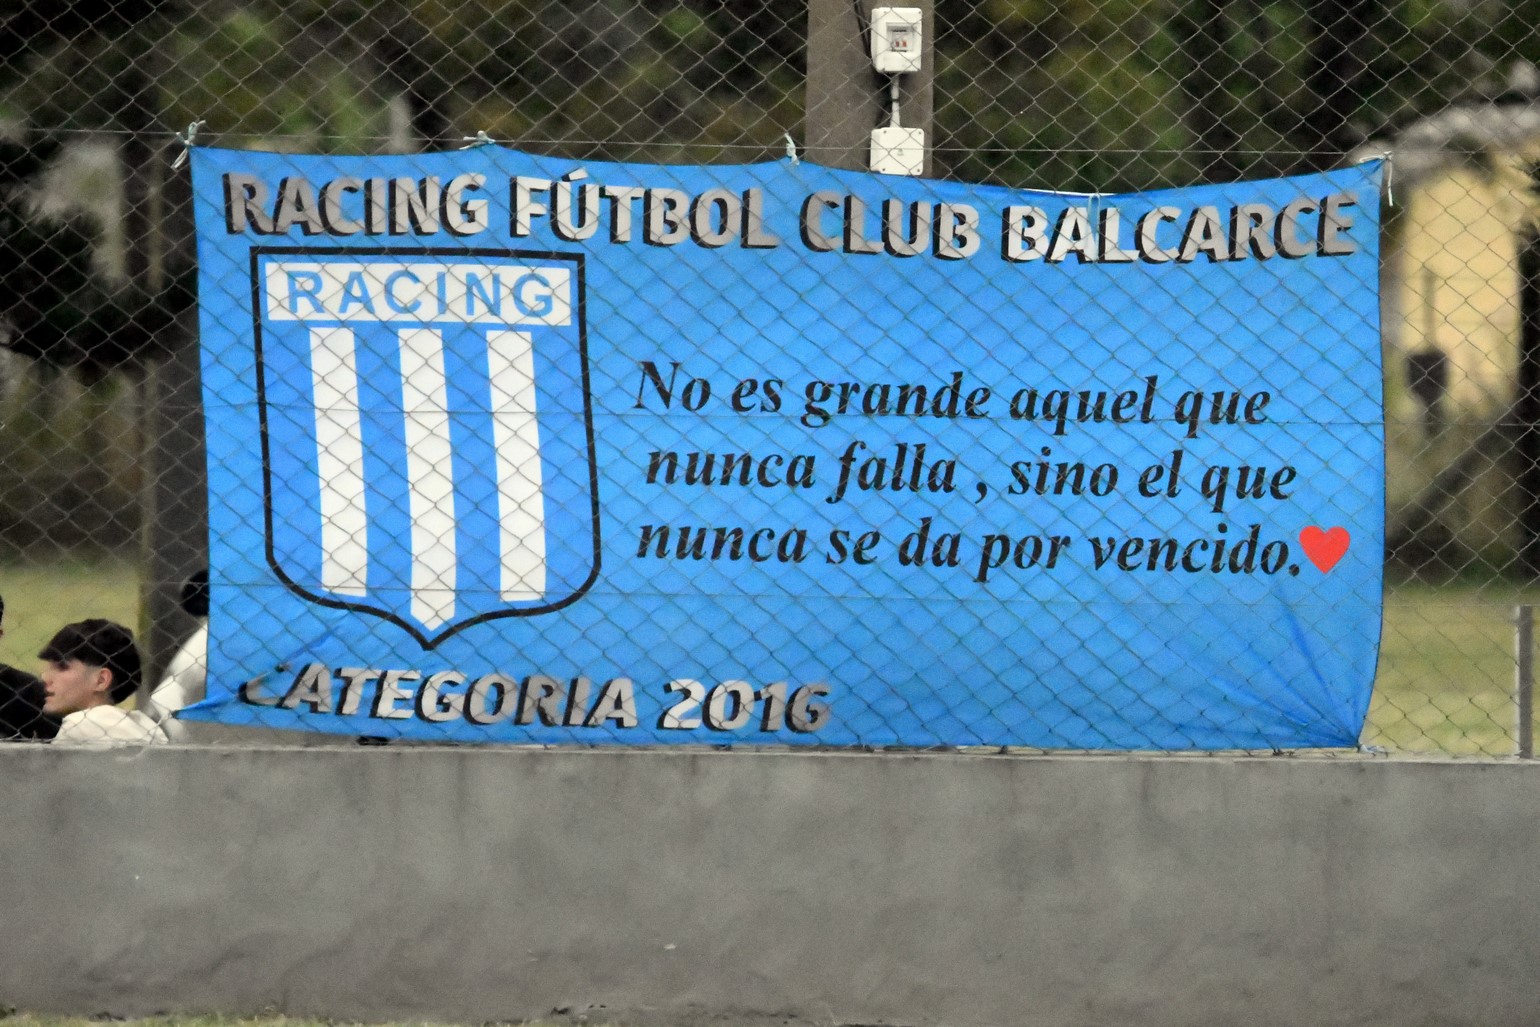 RACING FÚTBOL CLUB BALCARCE
RACING
No es grande aquel que
nunca falla , sino el que
nunca se da por vencido.
CATEGORIA 2016